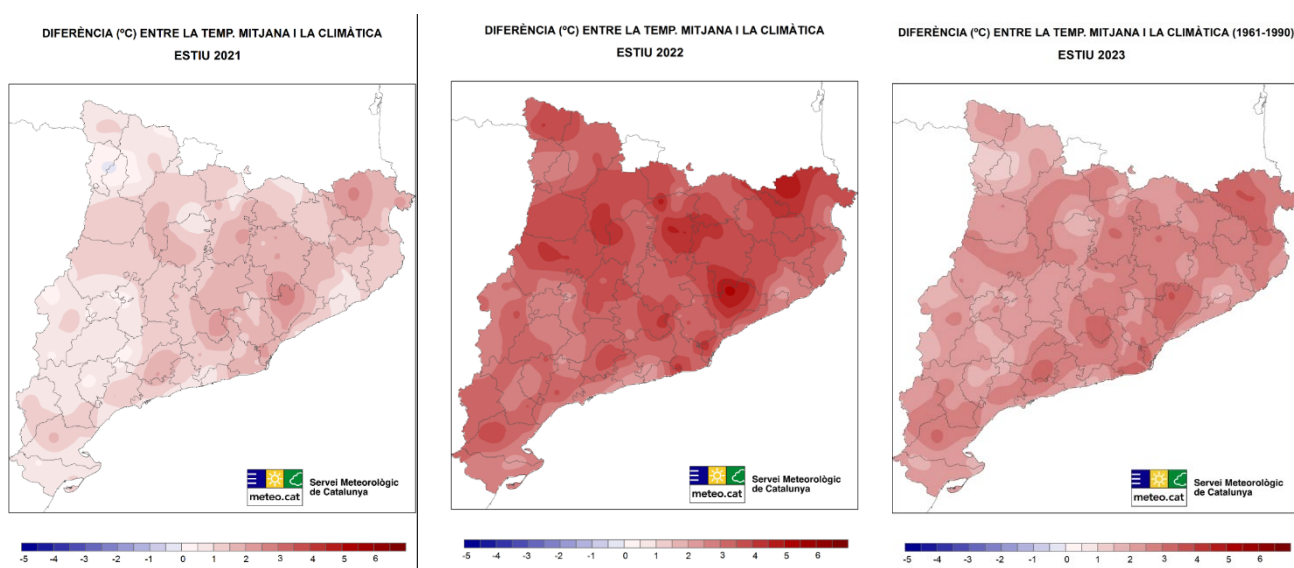 DIFERÈNCIA (ºC) ENTRE LA TEMP. MITJANA I LA CLIMÀTICA
ESTIU 2021
meteo.cat
Servei Meteorològic
de Catalunya
-5 -4 -3 -2 -1 0 1 2 3 4 5 6
DIFERÈNCIA (ºC) ENTRE LA TEMP. MITJANA I LA CLIMÀTICA
ESTIU 2022
meteo.cat
Servei Meteorològic
de Catalunya
-5 -4 -3 -2 -1 0 1 2 3 4 5 6
DIFERÈNCIA (ºC) ENTRE LA TEMP. MITJANA I LA CLIMÀTICA (1961-1990)
ESTIU 2023
meteo.cat
Servei Meteorològic
de Catalunya
-5 -4 -3 -2 -1 0 1 2 3 4 5 6